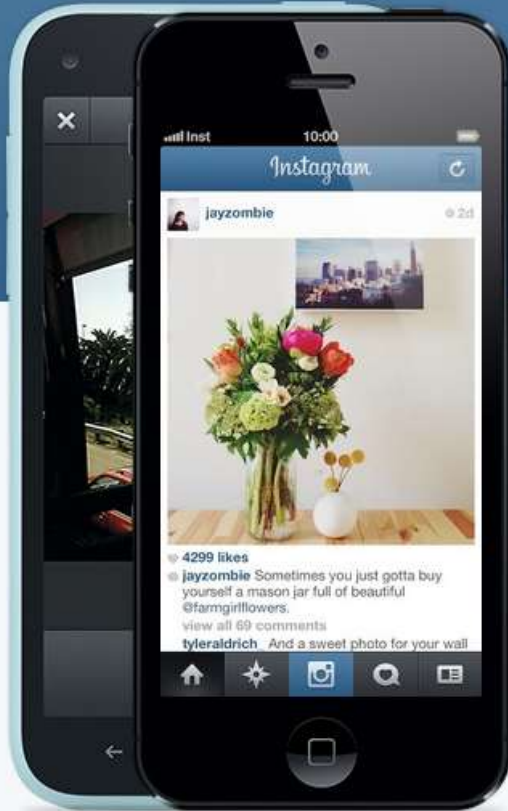 Inst 10:00
Instagram
jayzombie 2d
4299 likes
jayzombie Sometimes you just gotta buy
yourself a mason jar full of beautiful
@farmgirlflowers.
view all 69 comments
tyleraldrich And a sweet photo for your wall